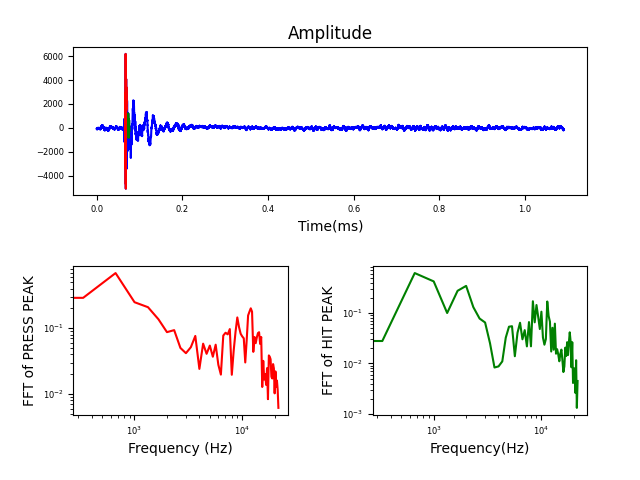 Amplitude
6000
4000
2000
0
−2000
−4000
0.0 0.2 0.4 0.6 0.8 1.0
Time(ms)
FFT of PRESS PEAK
10⁻¹
10⁻²
10³ 10⁴
Frequency (Hz)
FFT of HIT PEAK
10⁻¹
10⁻²
10⁻³
10³ 10⁴
Frequency(Hz)